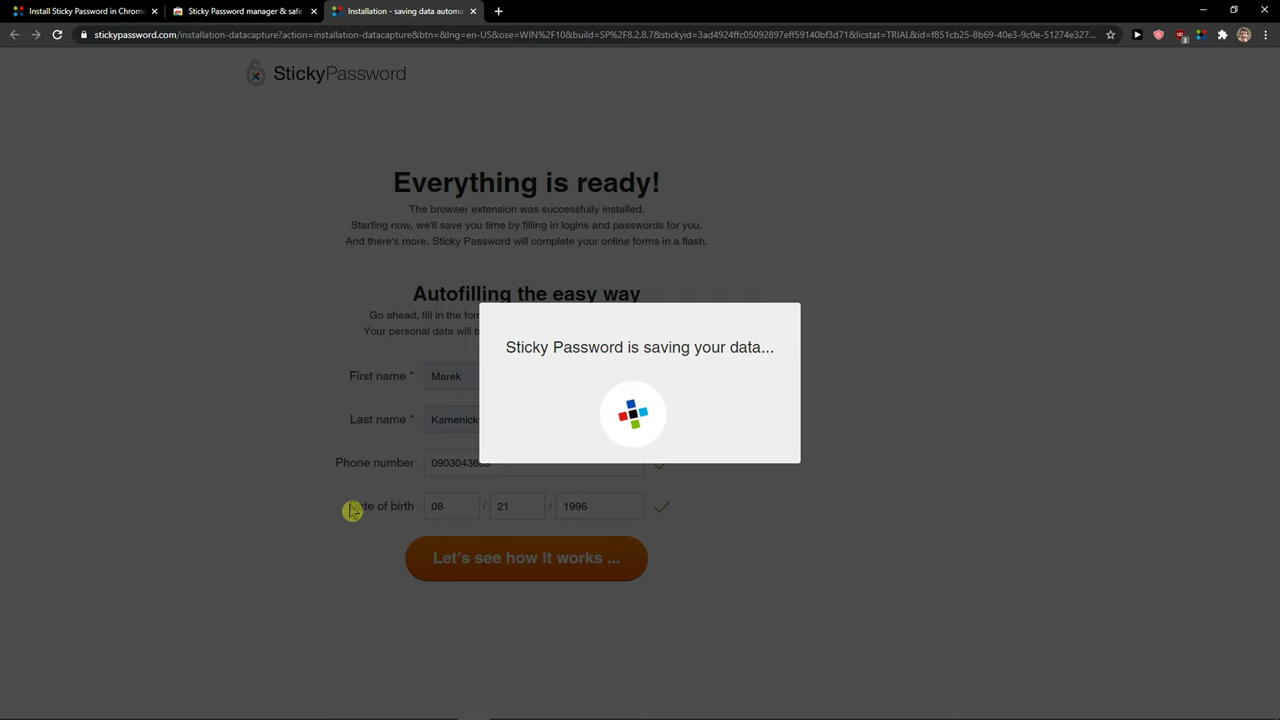 Install Sticky Password in Chrome
Sticky Password manager & safe
Installation - saving data automa
stickypassword.com/installation-datacapture?action=installation-datacapture&btn=&lng=en-US&ose=WIN%2F10&build=SP%2F8.2.8.7&stickyid=3ad4924ffc05092897eff59140bf3d71&licstat=TRIAL&id=f851cb25-8b69-40e3-9c0e-51274e327...
3
StickyPassword
Everything is ready!
The browser extension was successfully installed.
Starting now, we'll save you time by filling in logins and passwords for you.
And there's more, Sticky Password will complete your online forms in a flash.
Autofilling the easy way
Go ahead, fill in the for
Your personal data will b
Sticky Password is saving your data...
First name * Marek
Last name * Kamenick
Phone number
Date of birth 08 / 21 / 1996
Let's see how it works ...